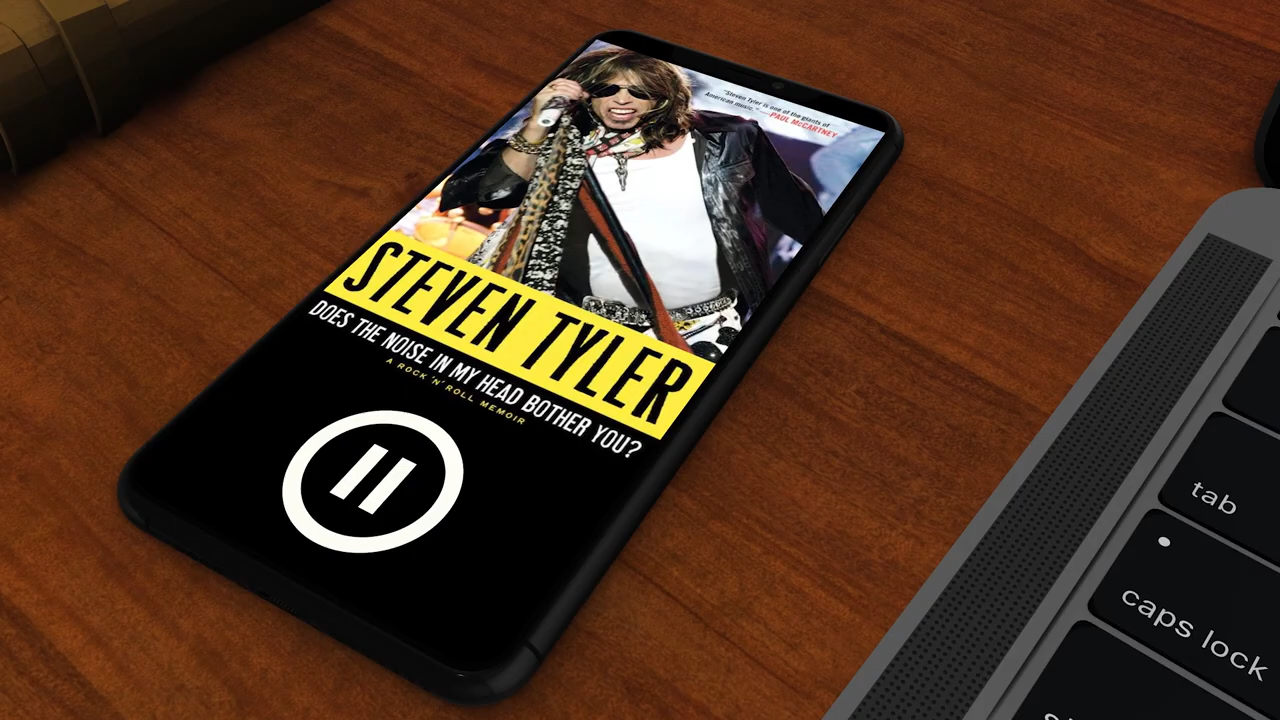 "Steven Tyler is one of the giants of
American music." —PAUL McCARTNEY
STEVEN TYLER
DOES THE NOISE IN MY HEAD BOTHER YOU?
A ROCK 'N' ROLL MEMOIR
tab
caps lock